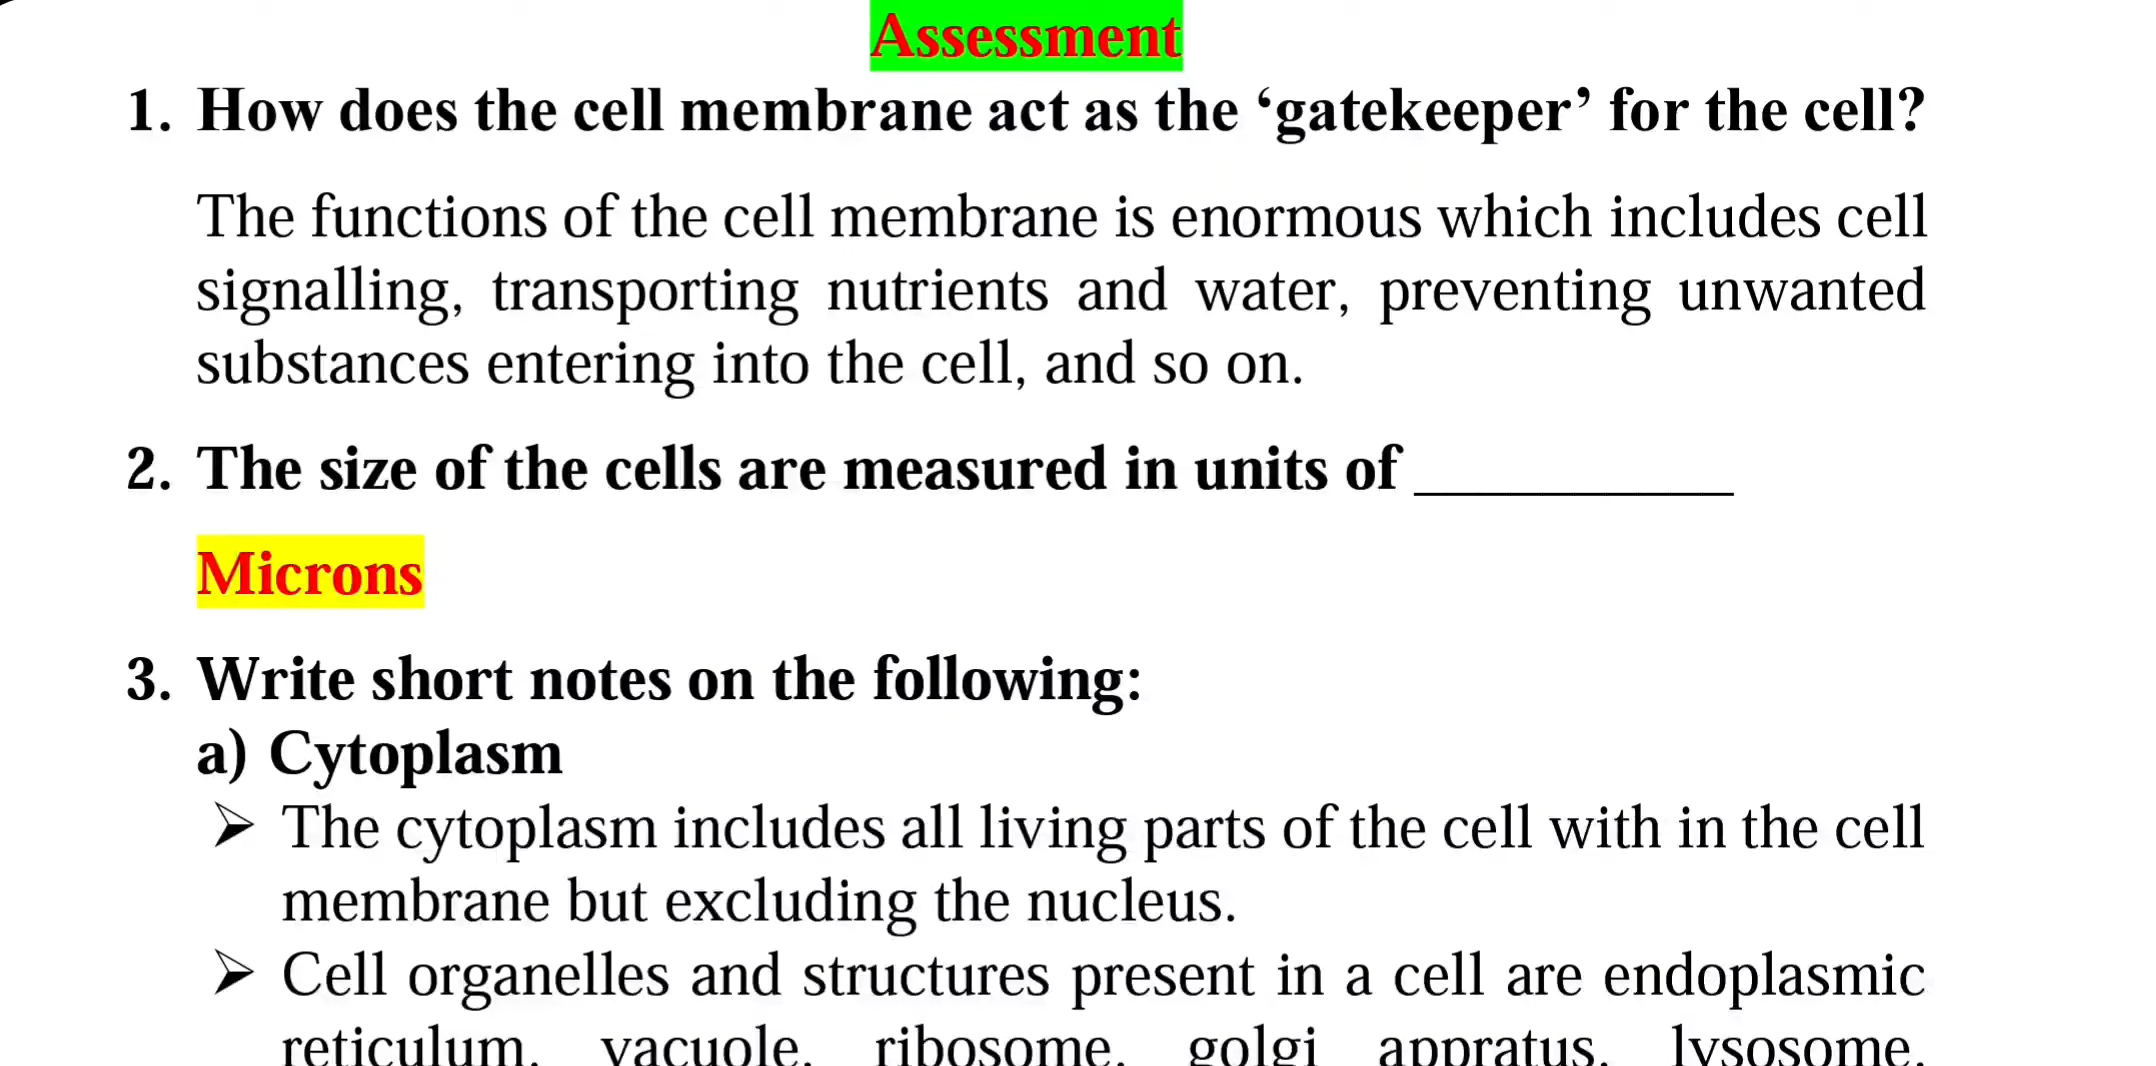 Assessment
1. How does the cell membrane act as the ‘gatekeeper’ for the cell?
The functions of the cell membrane is enormous which includes cell
signalling, transporting nutrients and water, preventing unwanted
substances entering into the cell, and so on.
2. The size of the cells are measured in units of __________
Microns
3. Write short notes on the following:
a) Cytoplasm
➢ The cytoplasm includes all living parts of the cell with in the cell
membrane but excluding the nucleus.
➢ Cell organelles and structures present in a cell are endoplasmic
reticulum, vacuole, ribosome, golgi appratus, lysosome,